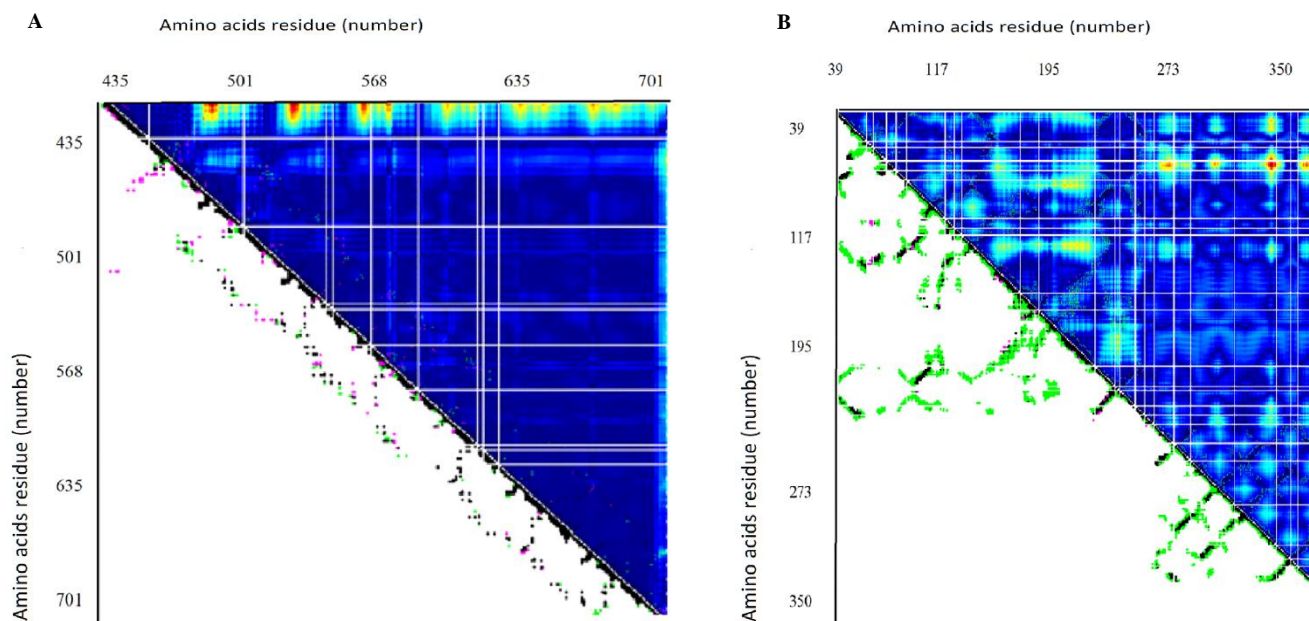 A
Amino acids residue (number)
435 501 568 635 701
Amino acids residue (number)
435
501
568
635
701
B
Amino acids residue (number)
39 117 195 273 350
Amino acids residue (number)
39
117
195
273
350